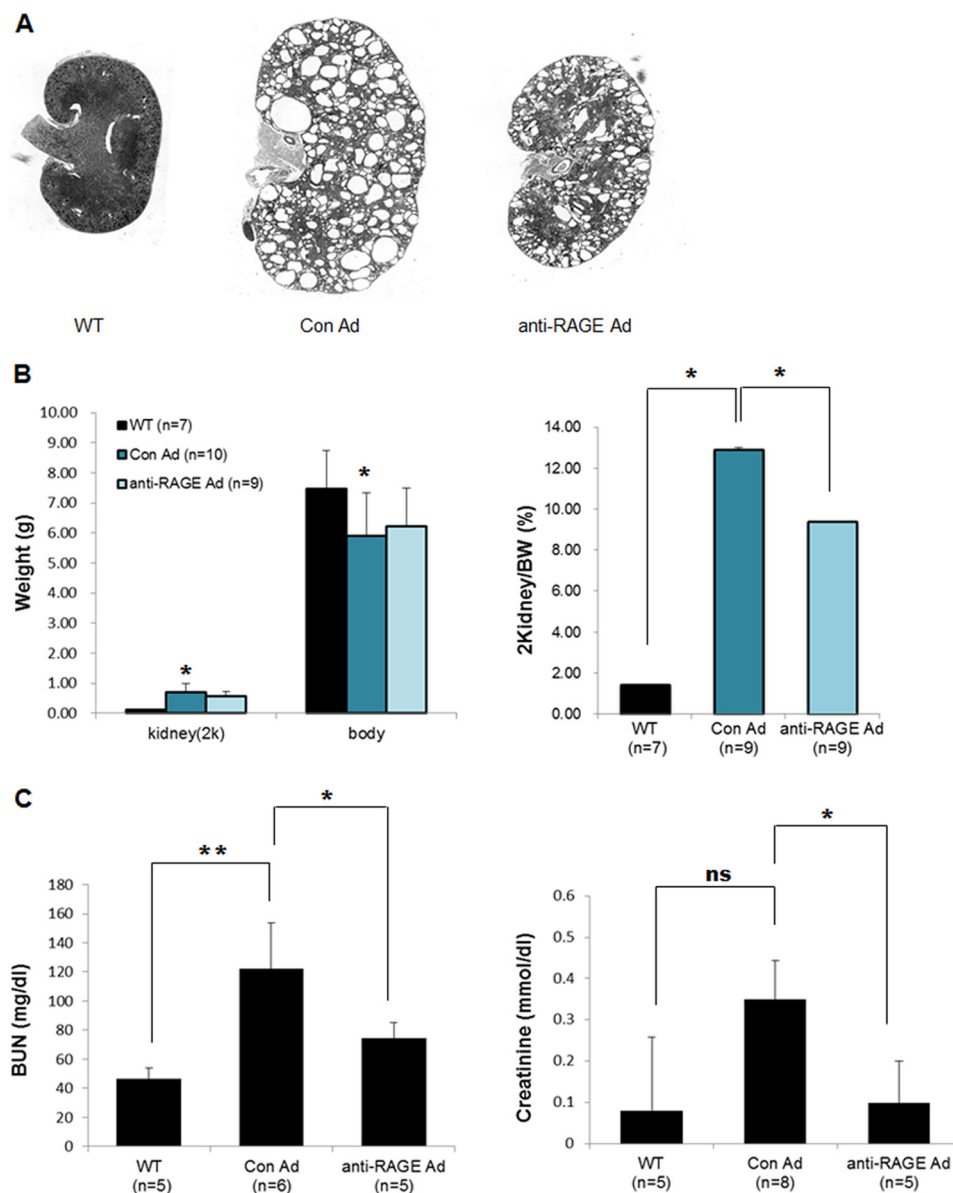 A
WT
Con Ad
anti-RAGE Ad
B
10.00
9.00
8.00
7.00
6.00
5.00
4.00
3.00
2.00
1.00
0.00
Weight (g)
WT (n=7)
Con Ad (n=10)
anti-RAGE Ad (n=9)
*
*
kidney(2k)
body
*
*
14.00
12.00
10.00
8.00
6.00
4.00
2.00
0.00
2Kidney/BW (%)
WT
(n=7)
Con Ad
(n=9)
anti-RAGE Ad
(n=9)
C
*
**
180
160
140
120
100
80
60
40
20
0
BUN (mg/dl)
WT
(n=5)
Con Ad
(n=6)
anti-RAGE Ad
(n=5)
*
ns
0.6
0.5
0.4
0.3
0.2
0.1
0
Creatinine (mmol/dl)
WT
(n=5)
Con Ad
(n=8)
anti-RAGE Ad
(n=5)